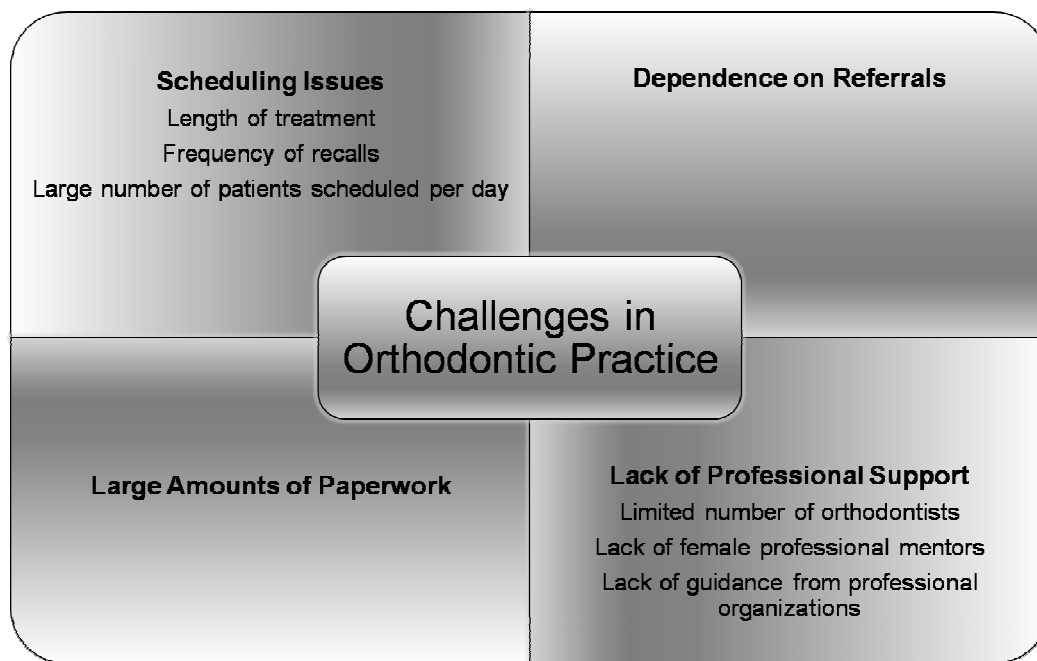 Scheduling Issues
Length of treatment
Frequency of recalls
Large number of patients scheduled per day
Dependence on Referrals
Challenges in
Orthodontic Practice
Large Amounts of Paperwork
Lack of Professional Support
Limited number of orthodontists
Lack of female professional mentors
Lack of guidance from professional
organizations